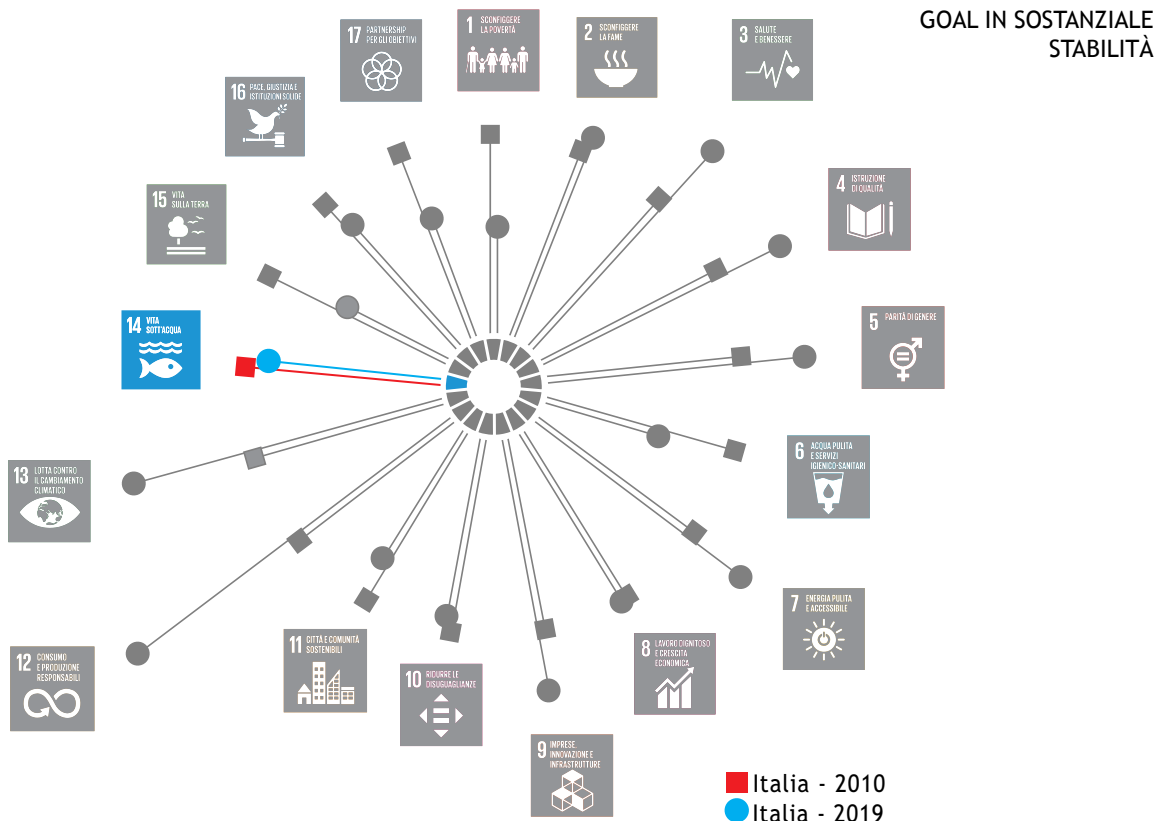 GOAL IN SOSTANZIALE
STABILITÀ
1 SCONFIGGERE
LA POVERTÀ
2 SCONFIGGERE
LA FAME
3 SALUTE
E BENESSERE
4 ISTRUZIONE
DI QUALITÀ
5 PARITÀ DI GENERE
6 ACQUA PULITA
E SERVIZI
IGIENICO-SANITARI
7 ENERGIA PULITA
E ACCESSIBILE
8 LAVORO DIGNITOSO
E CRESCITA
ECONOMICA
9 IMPRESE,
INNOVAZIONE E
INFRASTRUTTURE
10 RIDURRE LE
DISUGUAGLIANZE
11 CITTÀ E COMUNITÀ
SOSTENIBILI
12 CONSUMO
E PRODUZIONE
RESPONSABILI
13 LOTTA CONTRO
IL CAMBIAMENTO
CLIMATICO
14 VITA
SOTT'ACQUA
15 VITA
SULLA TERRA
16 PACE, GIUSTIZIA E
ISTITUZIONI SOLIDE
17 PARTNERSHIP
PER GLI OBIETTIVI
Italia - 2010
Italia - 2019